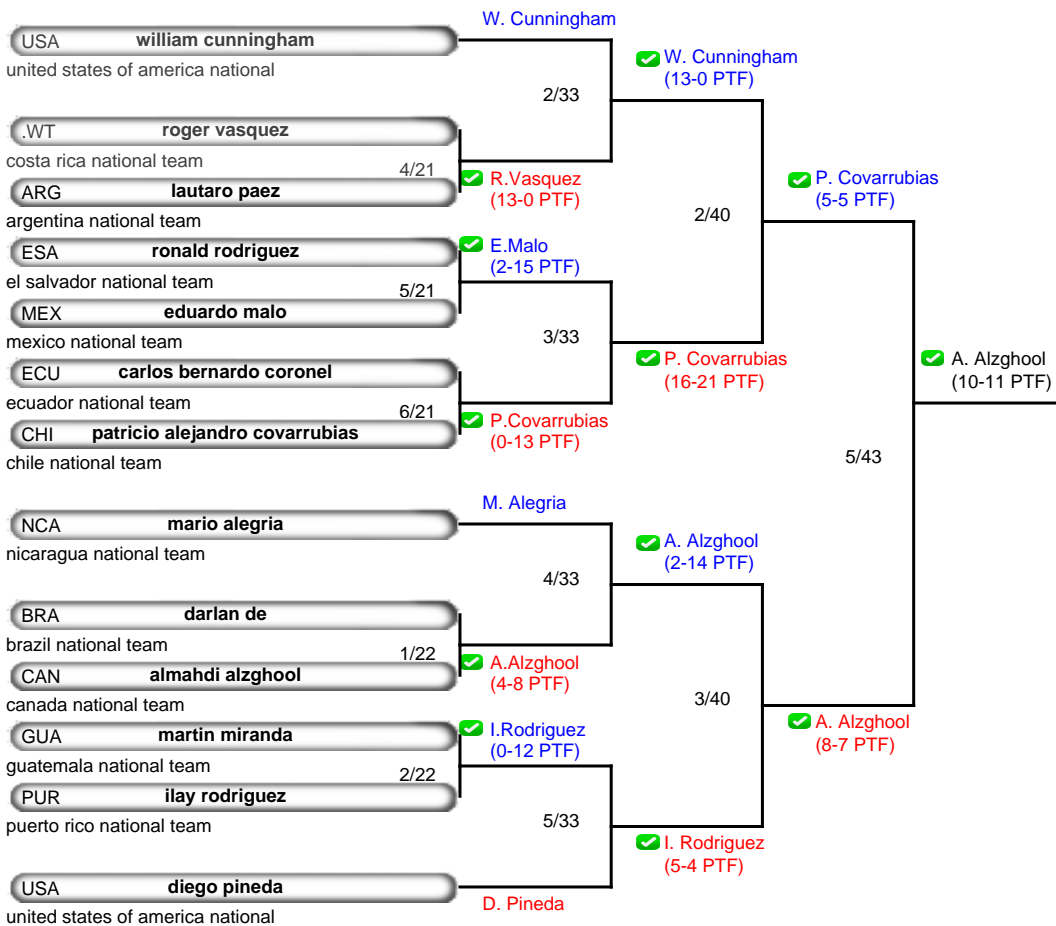 W. Cunningham
USA william cunningham
united states of america national
W. Cunningham
(13-0 PTF)
2/33
.WT roger vasquez
costa rica national team
4/21
R.Vasquez
(13-0 PTF)
ARG lautaro paez
argentina national team
P. Covarrubias
(5-5 PTF)
2/40
ESA ronald rodriguez
el salvador national team
E.Malo
(2-15 PTF)
5/21
MEX eduardo malo
mexico national team
3/33
P. Covarrubias
(16-21 PTF)
A. Alzghool
(10-11 PTF)
ECU carlos bernardo coronel
ecuador national team
6/21
P.Covarrubias
(0-13 PTF)
CHI patricio alejandro covarrubias
chile national team
5/43
M. Alegria
NCA mario alegria
nicaragua national team
A. Alzghool
(2-14 PTF)
4/33
BRA darlan de
brazil national team
1/22
A.Alzghool
(4-8 PTF)
CAN almahdi alzghool
canada national team
3/40
A. Alzghool
(8-7 PTF)
GUA martin miranda
guatemala national team
I.Rodriguez
(0-12 PTF)
2/22
PUR ilay rodriguez
puerto rico national team
5/33
I. Rodriguez
(5-4 PTF)
USA diego pineda
united states of america national
D. Pineda